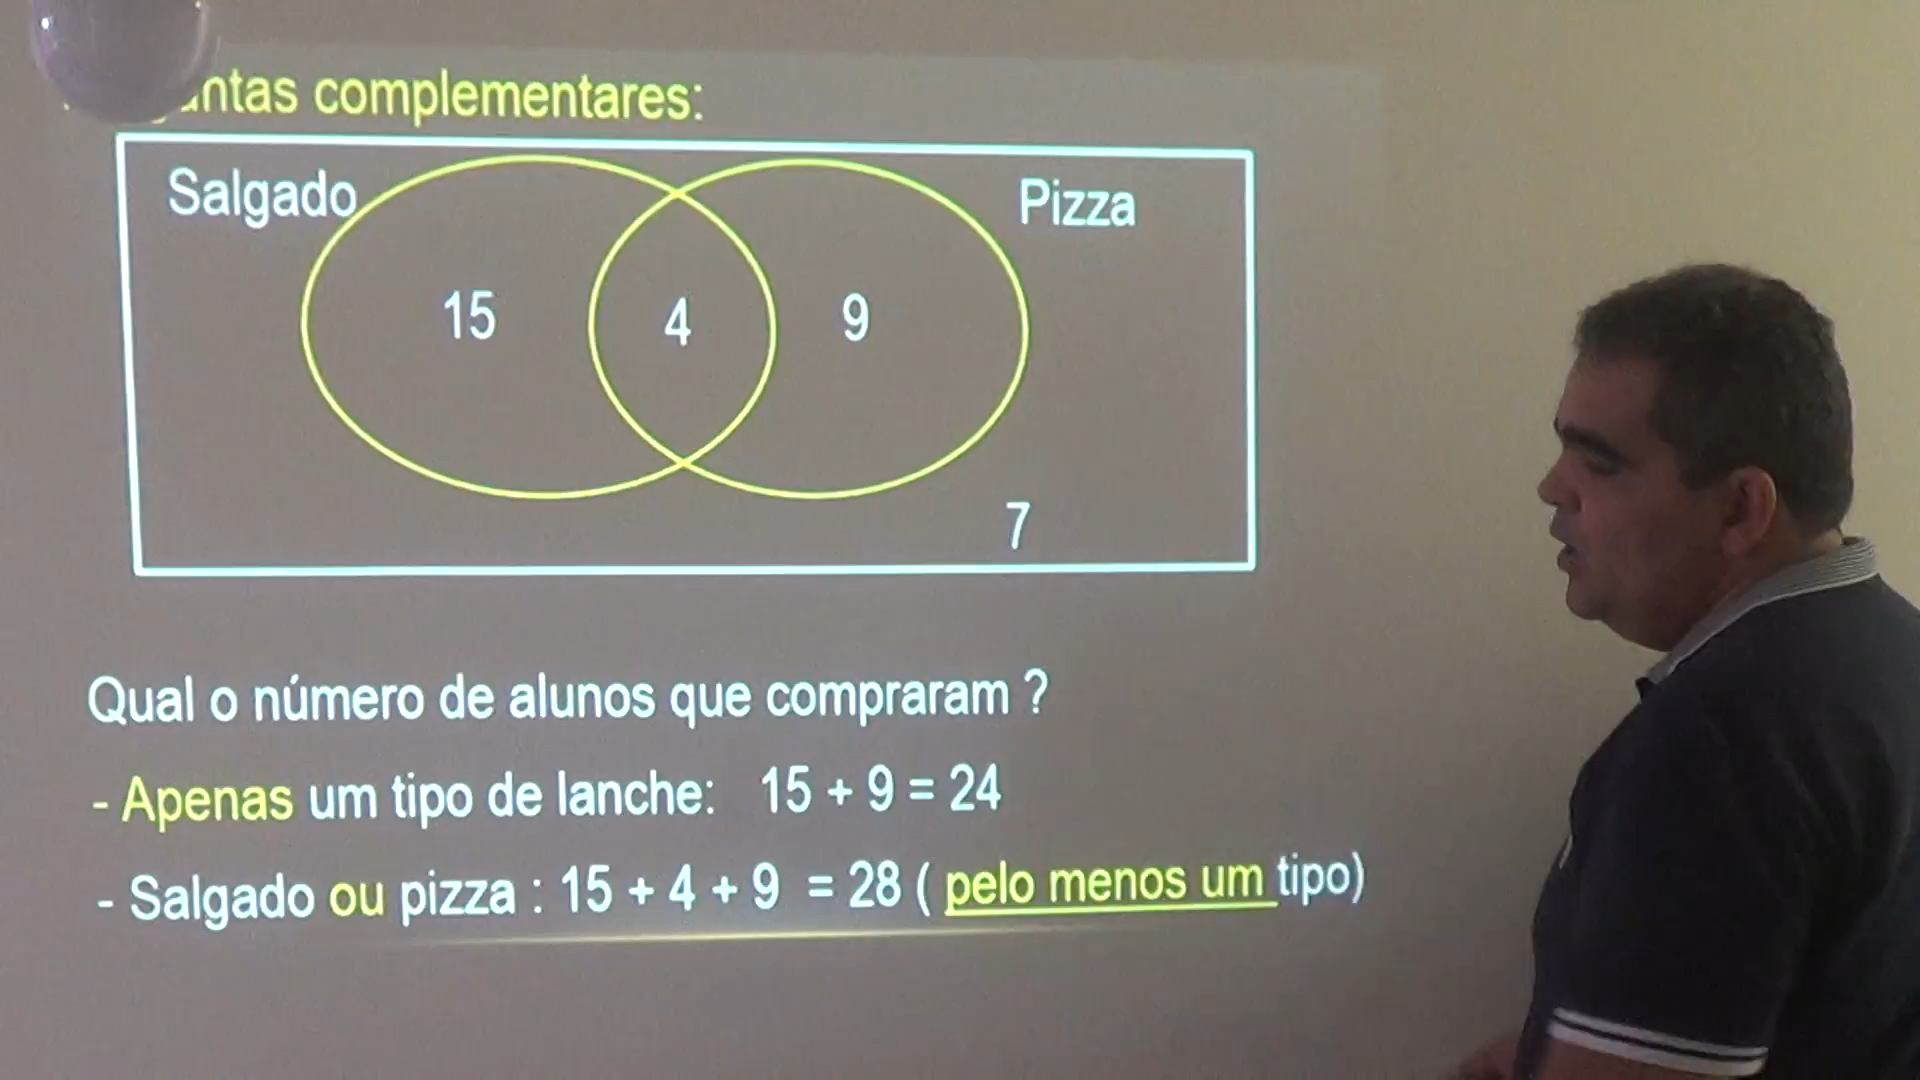 complementares:
Salgado Pizza
15 4 9
7
Qual o número de alunos que compraram ?
- Apenas um tipo de lanche: 15 + 9 = 24
- Salgado ou pizza : 15 + 4 + 9 = 28 ( pelo menos um tipo)